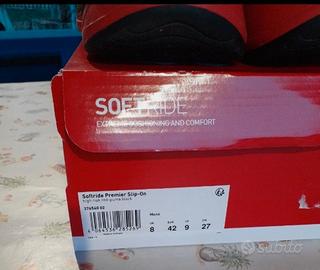 SOFTRIDE
EXTREME CUSHIONING AND COMFORT
Softride Premier Slip-On
high risk red-puma black
376540 02
Mens
UK EUR US CM
8 42 9 27
subito